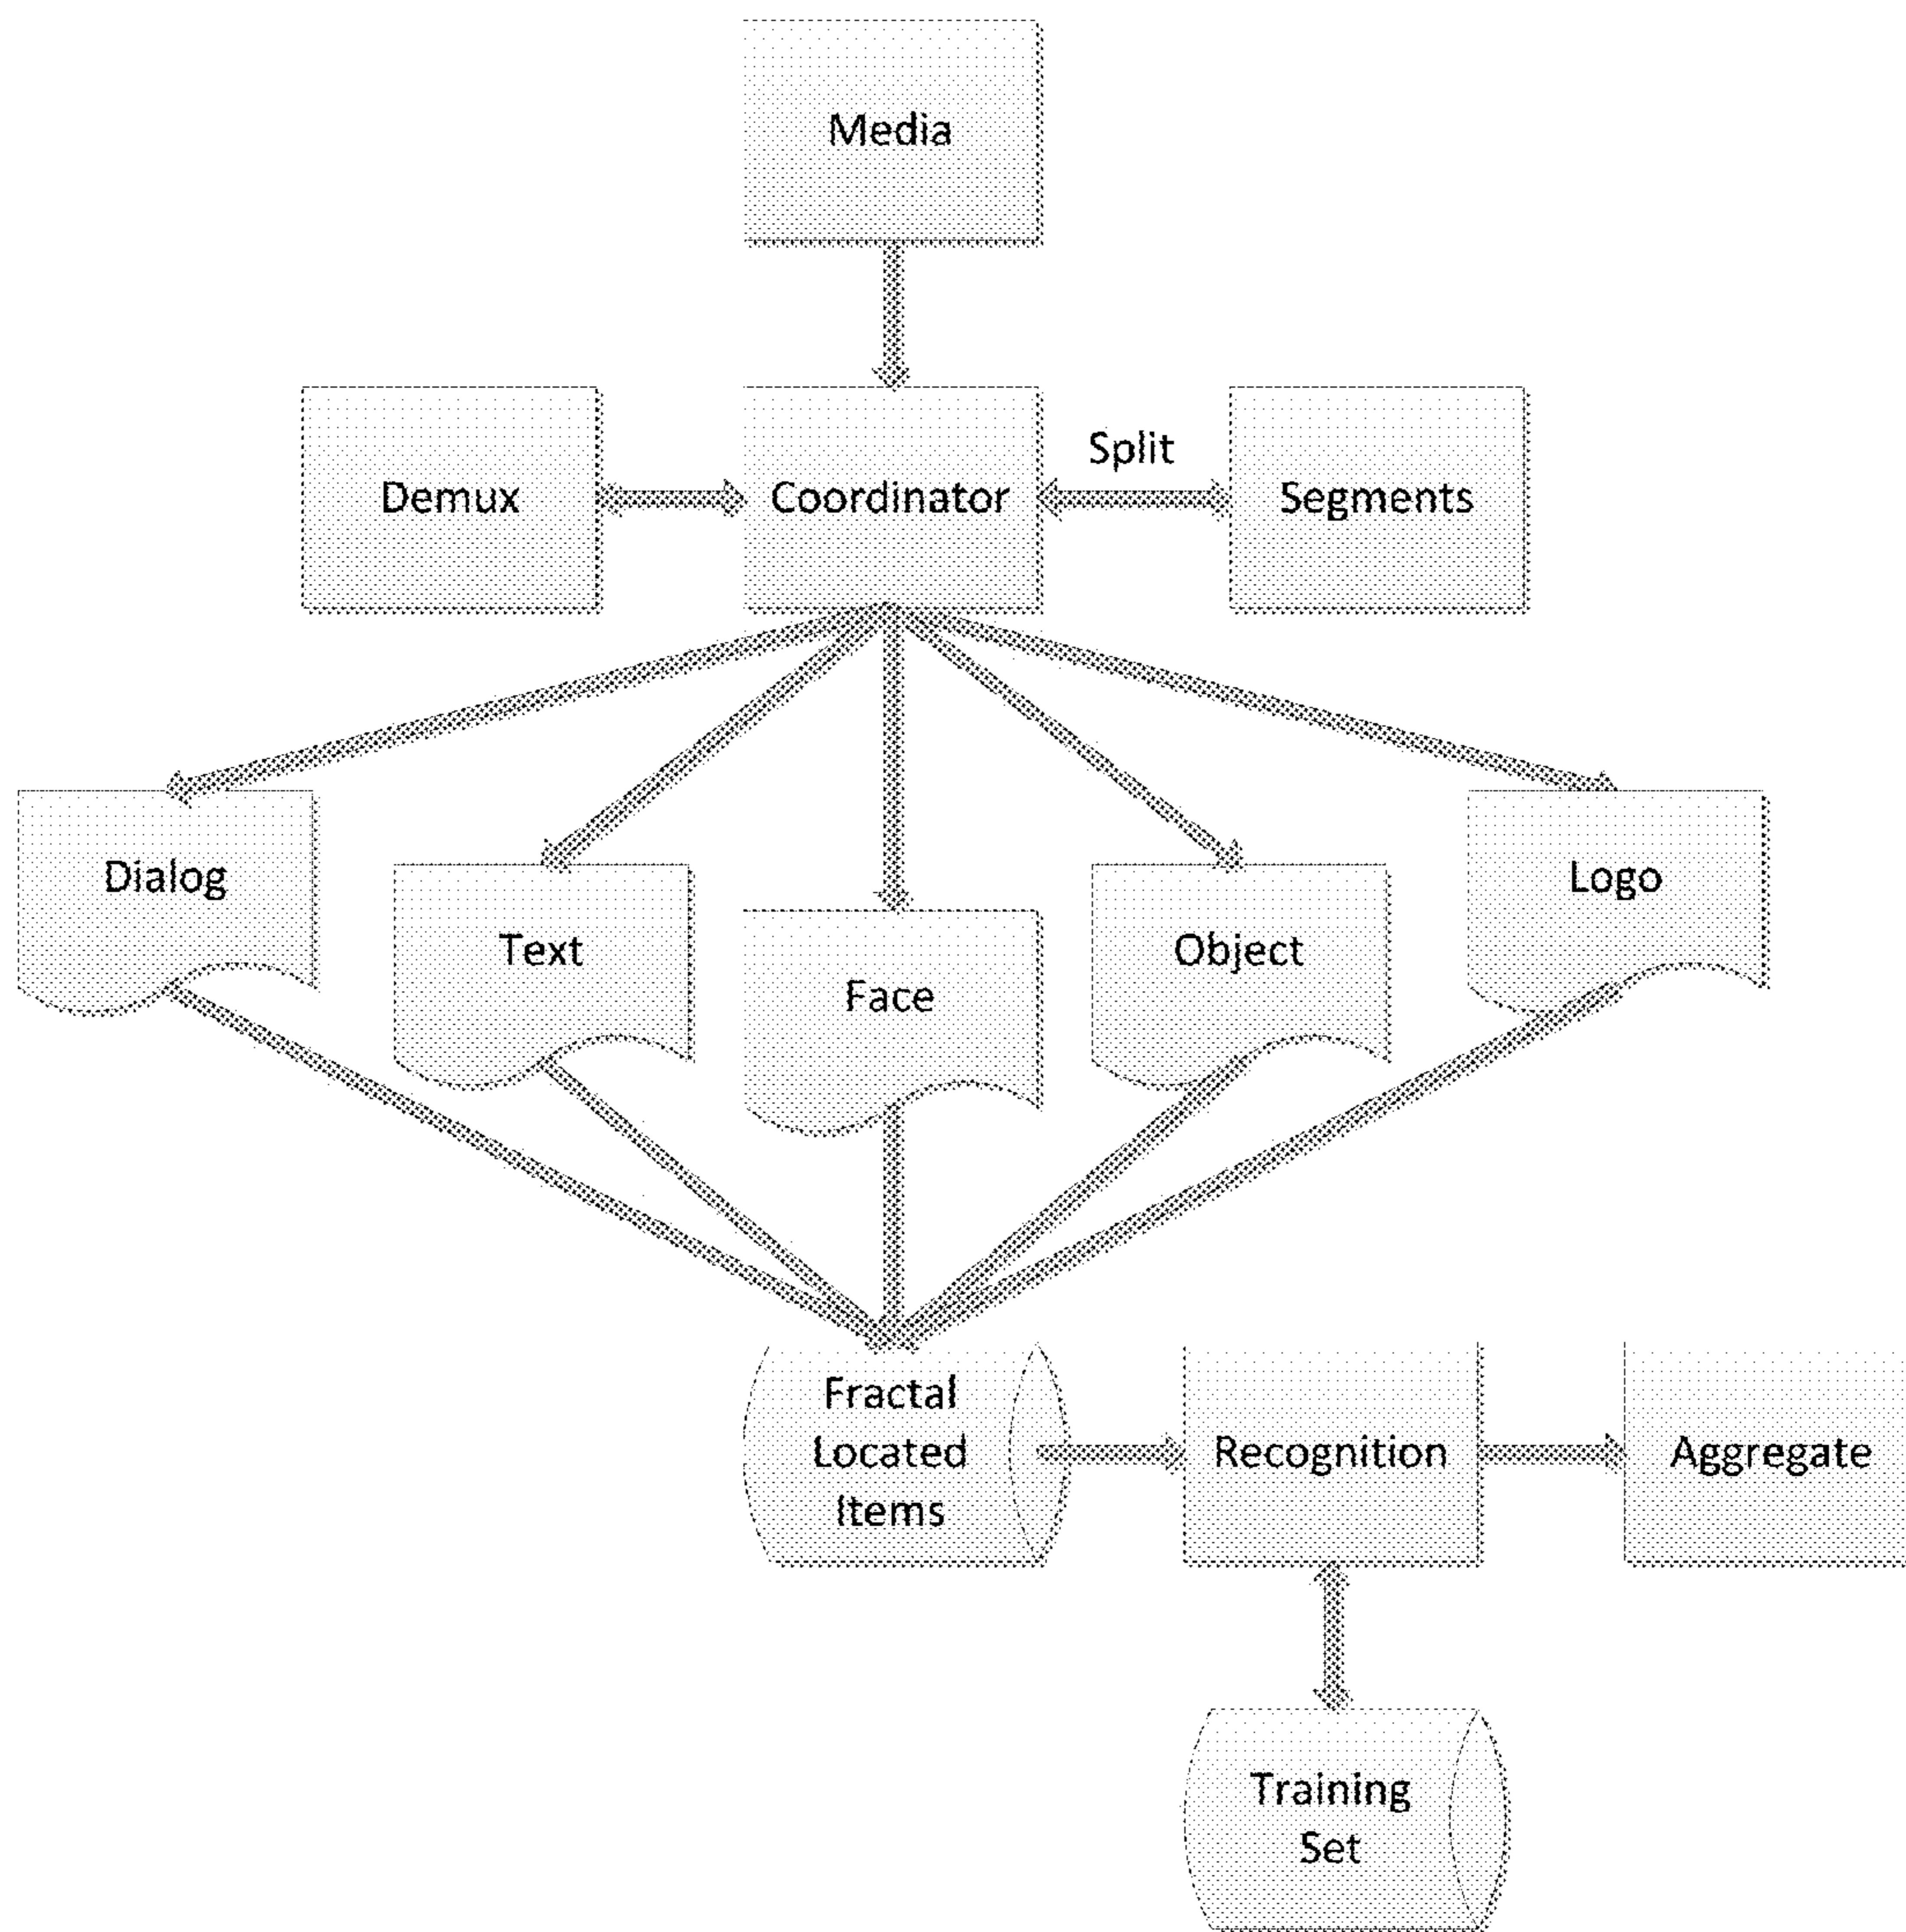 Media
Split
Demux
Coordinator
Segments
Dialog
Logo
Text
Object
Face
Fractal
Located
Items
Recognition
Aggregate
Training
Set